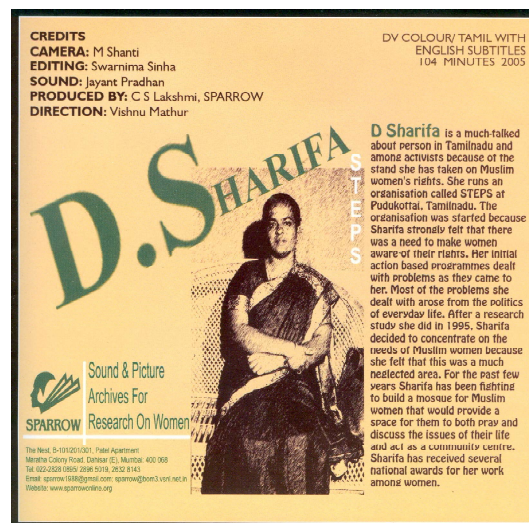 CREDITS
CAMERA: M Shanti
EDITING: Swarnima Sinha
SOUND: Jayant Pradhan
PRODUCED BY: C S Lakshmi, SPARROW
DIRECTION: Vishnu Mathur
DV COLOUR/ TAMIL WITH
ENGLISH SUBTITLES
104 MINUTES 2005
D.SHARIFA
STEPS
D Sharifa is a much-talked
about person in Tamilnadu and
among activists because of the
stand she has taken on Muslim
women's rights. She runs an
organisation called STEPS at
Pudukottai, Tamilnadu. The
organisation was started because
Sharifa strongly felt that there
was a need to make women
aware of their rights. Her initial
action based programmes dealt
with problems as they came to
her. Most of the problems she
dealt with arose from the politics
of everyday life. After a research
study she did in 1995, Sharifa
decided to concentrate on the
needs of Muslim women because
she felt that this was a much
neglected area. For the past few
years Sharifa has been fighting
to build a mosque for Muslim
women that would provide a
space for them to both pray and
discuss the issues of their life
and act as a community centre.
Sharifa has received several
national awards for her work
among women.
SPARROW
Sound & Picture
Archives For
Research On Women
The Nest, B-101/201/301, Patel Apartment
Maratha Colony Road, Dahisar (E), Mumbai: 400 068
Tel: 022-2828 0895/ 2896 5019, 2832 8143
Email: sparrow1988@gmail.com: sparrow@bom3.vsnl.net.in
Website: www.sparrowonline.org